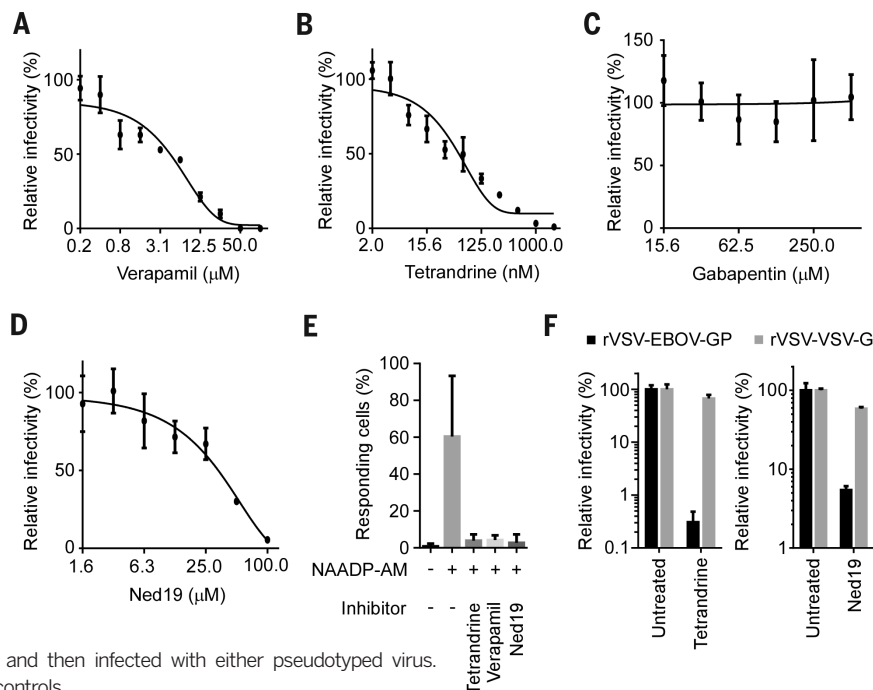 A
Relative infectivity (%)
100
50
0
0.2 0.8 3.1 12.5 50.0
Verapamil (μM)
B
Relative infectivity (%)
100
50
0
2.0 15.6 125.0 1000.0
Tetrandrine (nM)
C
Relative infectivity (%)
150
100
50
0
15.6 62.5 250.0
Gabapentin (μM)
D
Relative infectivity (%)
100
50
0
1.6 6.3 25.0 100.0
Ned19 (μM)
E
Responding cells (%)
100
80
60
40
20
0
NAADP-AM - + + + +
Inhibitor - - Tetrandrine Verapamil Ned19
F
rVSV-EBOV-GP rVSV-VSV-G
Relative infectivity (%)
100
10
1
0.1
Untreated Tetrandrine
Relative infectivity (%)
100
10
1
Untreated Ned19
and then infected with either pseudotyped virus.
controls